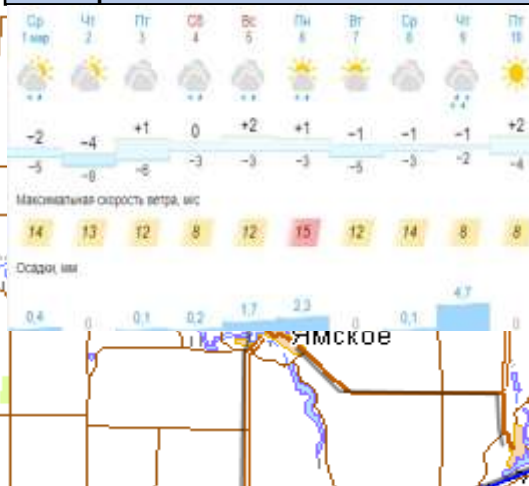 Ср Чт Пт Сб Вс Пн Вт Ср Чт Пт
1 мар 2 3 4 5 6 7 8 9 10
-2 -4 +1 0 +2 +1 -1 -1 -1 +2
-5 -8 -6 -3 -3 -3 -5 -3 -2 -4
Максимальная скорость ветра, м/с
14 13 12 8 12 15 12 14 8 8
Осадки, мм
0,4 0 0,1 0,2 1,7 2,3 0 0,1 4,7 0
Ямское